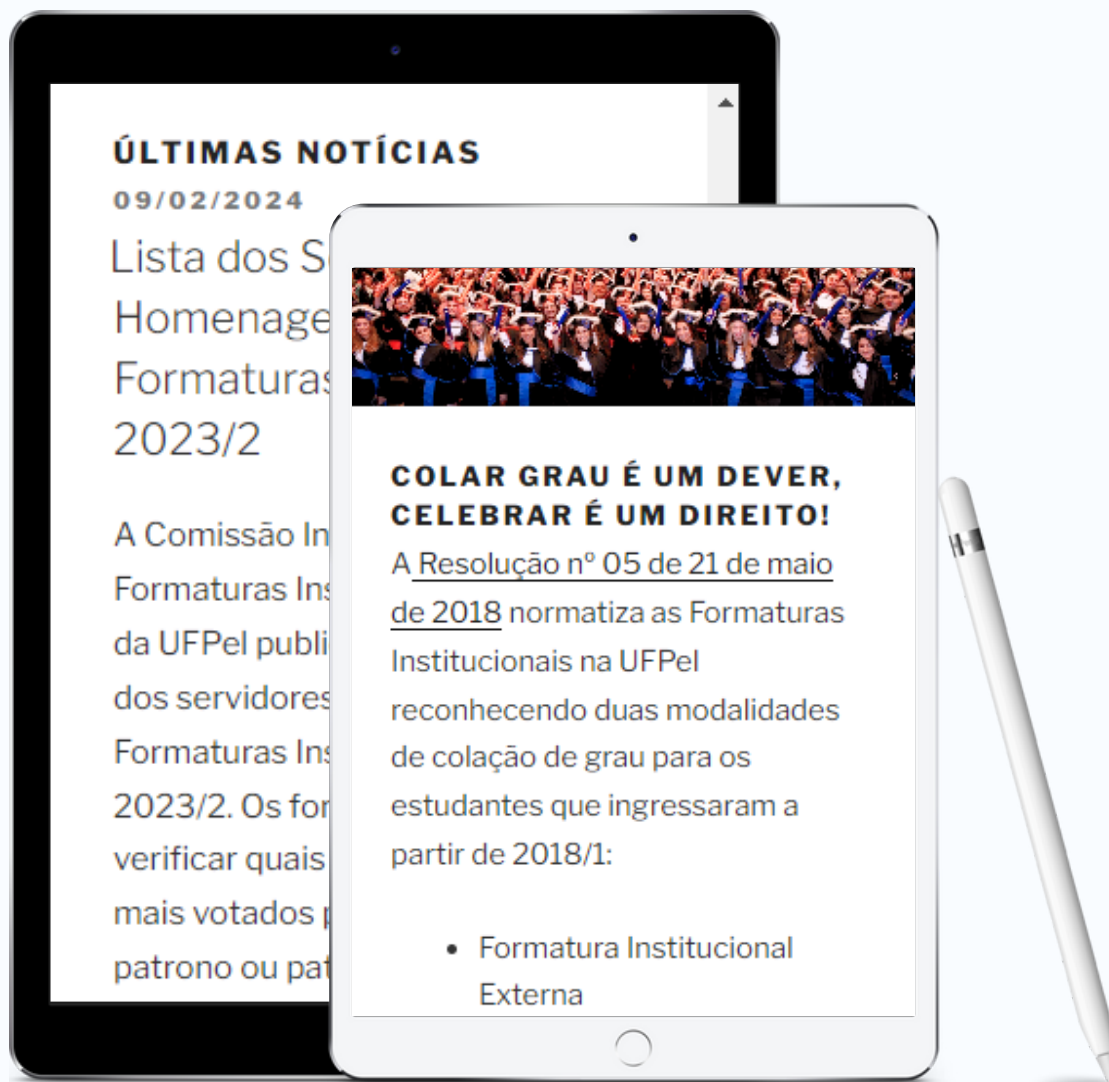 ÚLTIMAS NOTÍCIAS
09/02/2024
Lista dos
Homenage
Formaturas
2023/2
A Comissão In
Formaturas Ins
da UFPel publi
dos servidores
Formaturas Ins
2023/2. Os for
verificar quais
mais votados
patrono ou pat
COLAR GRAU É UM DEVER,
CELEBRAR É UM DIREITO!
A Resolução nº 05 de 21 de maio
de 2018 normatiza as Formaturas
Institucionais na UFPel
reconhecendo duas modalidades
de colação de grau para os
estudantes que ingressaram a
partir de 2018/1:
• Formatura Institucional
Externa